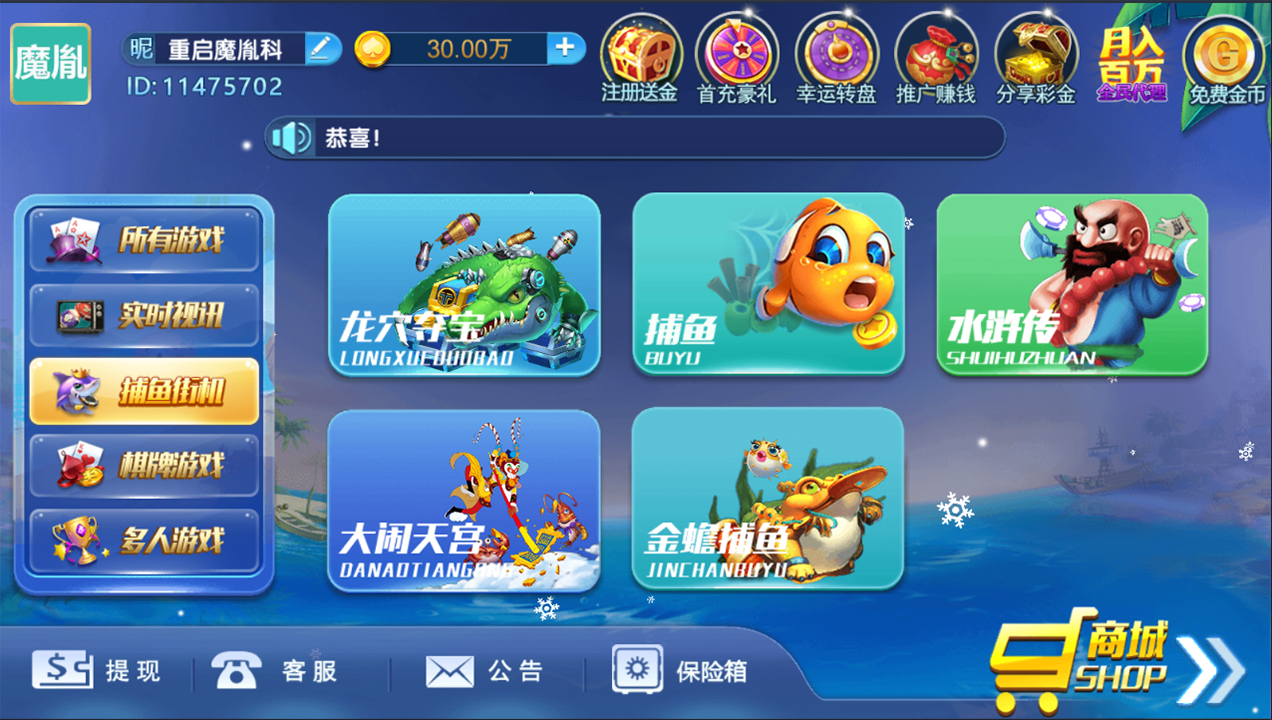 魔胤
昵 重启魔胤科
ID:11475702
30.00万
注册送金
首充豪礼
幸运转盘
推广赚钱
分享彩金
月入
百万
全民代理
G
免费金币
恭喜!
所有游戏
实时视讯
捕鱼街机
棋牌游戏
多人游戏
龙穴夺宝
LONGXUEDUOBAO
捕鱼
BUYU
水浒传
SHUIHUZHUAN
大闹天宫
DANAOTIANGONG
金蟾捕鱼
JINCHANBUYU
提现
客服
公告
保险箱
商城
SHOP